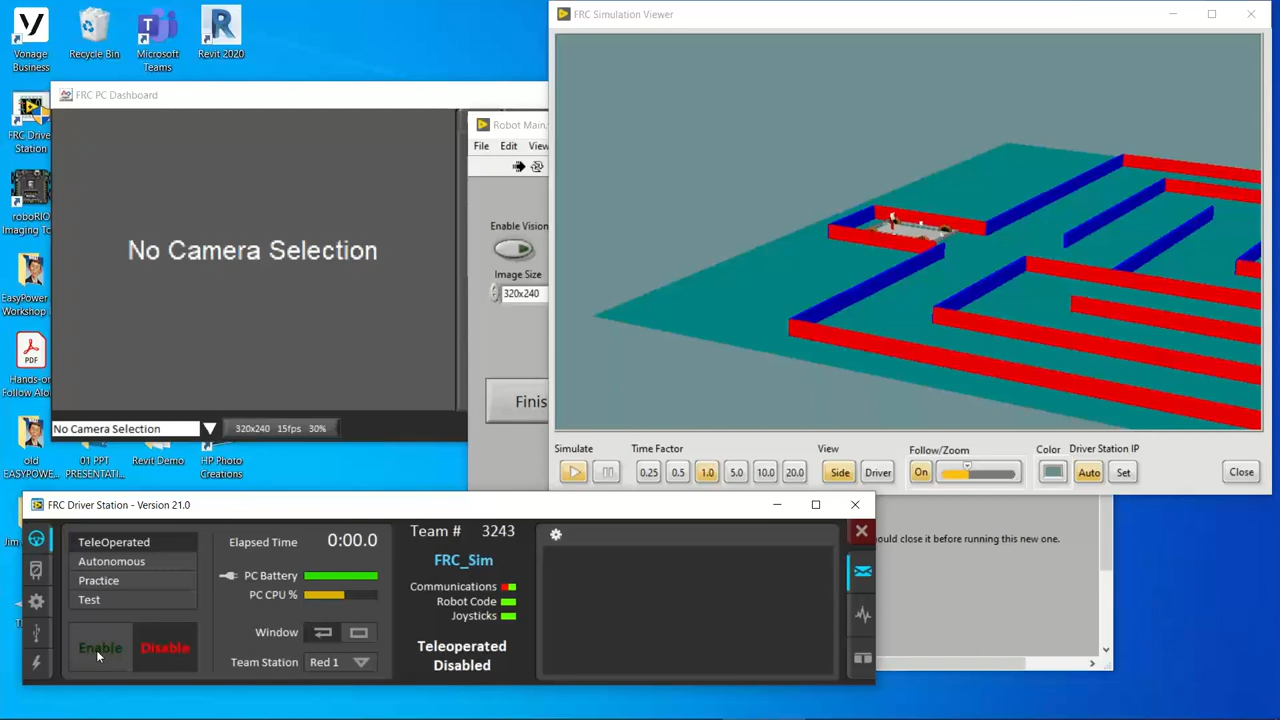 Vonage
Business
Recycle Bin
Microsoft
Teams
Revit 2020
FRC Driver
Station
roboRIO
Imaging To
EasyPower
Workshop
PDF
Hands-on
Follow Alo
old
EASYPOWE
01 PPT
PRESENTATI...
Revit Demo
HP Photo
Creations
FRC PC Dashboard
No Camera Selection
No Camera Selection
320x240 15fps 30%
Robot Main.
File Edit View
Enable Vision
Image Size
320x240
Finis
FRC Simulation Viewer
Simulate
Time Factor
0.25 0.5 1.0 5.0 10.0 20.0
View
Side Driver
Follow/Zoom
On
Color
Driver Station IP
Auto Set
Close
ould close it before running this new one.
FRC Driver Station - Version 21.0
TeleOperated
Autonomous
Practice
Test
Enable Disable
Elapsed Time 0:00.0
PC Battery
PC CPU %
Window
Team Station Red 1
Team # 3243
FRC_Sim
Communications
Robot Code
Joysticks
Teleoperated
Disabled